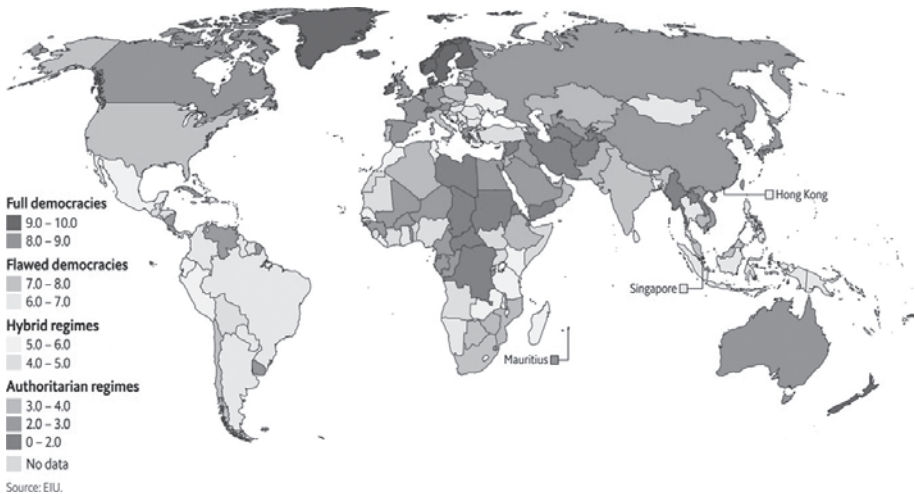 Hong Kong
Singapore
Mauritius
Full democracies
9.0 – 10.0
8.0 – 9.0
Flawed democracies
7.0 – 8.0
6.0 – 7.0
Hybrid regimes
5.0 – 6.0
4.0 – 5.0
Authoritarian regimes
3.0 – 4.0
2.0 – 3.0
0 – 2.0
No data
Source: EIU.